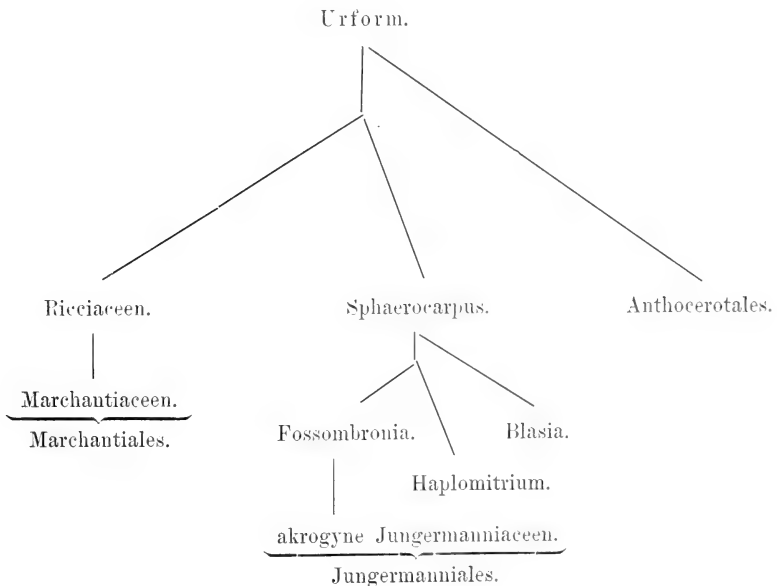 Urform.
Ricciaceen. Sphaerocarpus. Anthocerotales.
Marchantiaceen.
Marchantiales.
Fossombronia. Blasia.
Haplomitrium.
akrogyne Jungermanniaceen.
Jungermanniales.